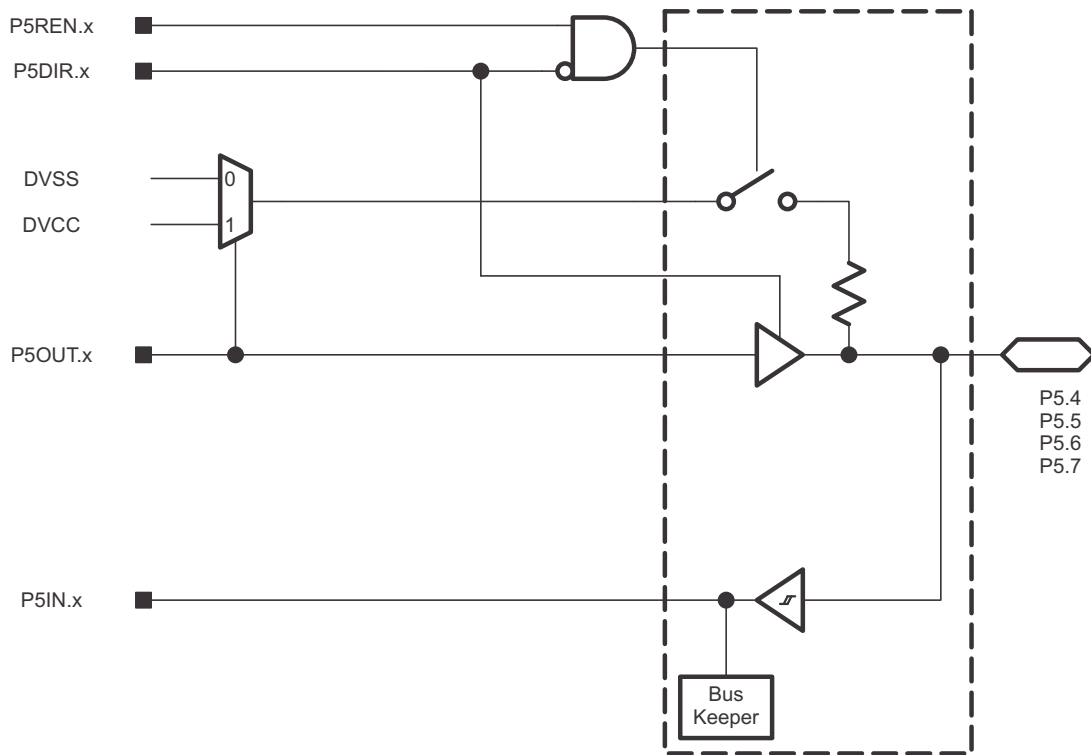 P5REN.x
P5DIR.x
DVSS
0
DVCC
1
P5OUT.x
P5.4
P5.5
P5.6
P5.7
P5IN.x
Bus
Keeper